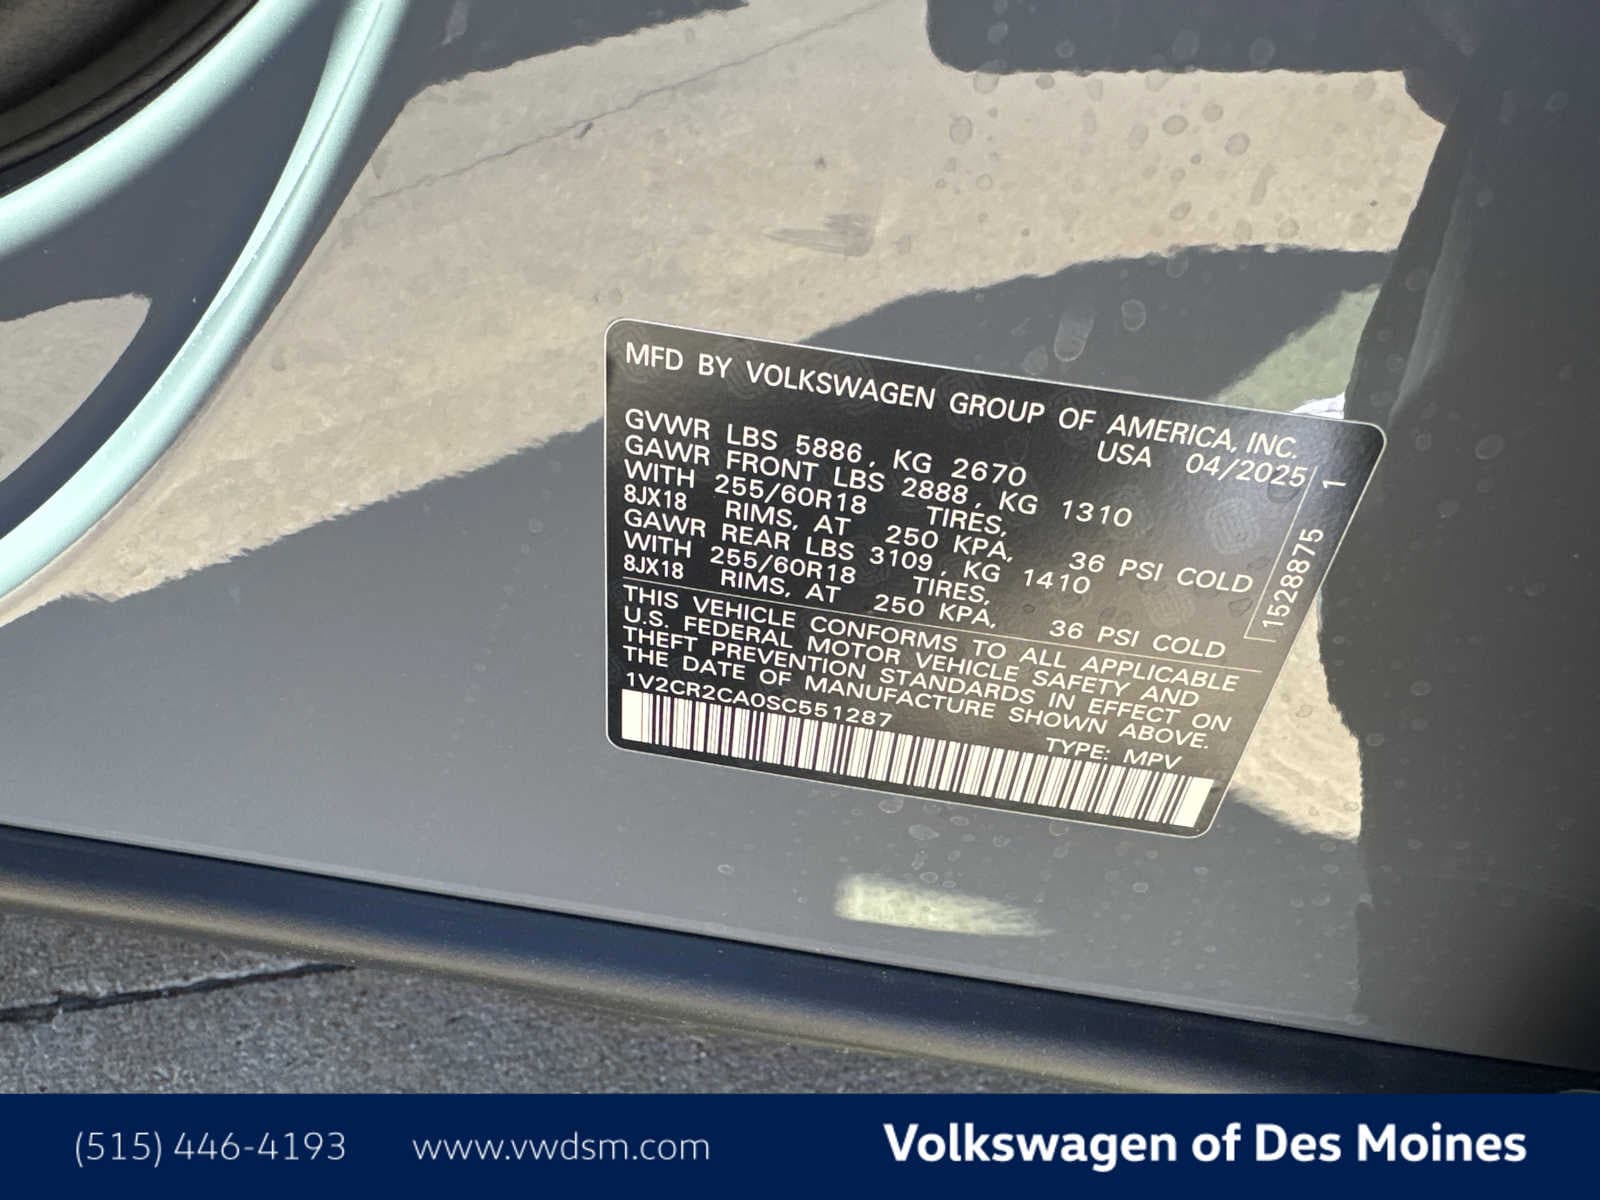 MFD BY VOLKSWAGEN GROUP OF AMERICA, INC.
USA 04/2025
GVWR LBS 5886, KG 2670
GAWR FRONT LBS 2888, KG 1310
WITH 255/60R18 TIRES,
8JX18 RIMS, AT 250 KPA, 36 PSI COLD
GAWR REAR LBS 3109, KG 1410
WITH 255/60R18 TIRES,
8JX18 RIMS, AT 250 KPA, 36 PSI COLD
1528875 1
THIS VEHICLE CONFORMS TO ALL APPLICABLE
U.S. FEDERAL MOTOR VEHICLE SAFETY AND
THEFT PREVENTION STANDARDS IN EFFECT ON
THE DATE OF MANUFACTURE SHOWN ABOVE.
1V2CR2CA0SC551287
TYPE: MPV
(515) 446-4193 www.vwdsm.com Volkswagen of Des Moines